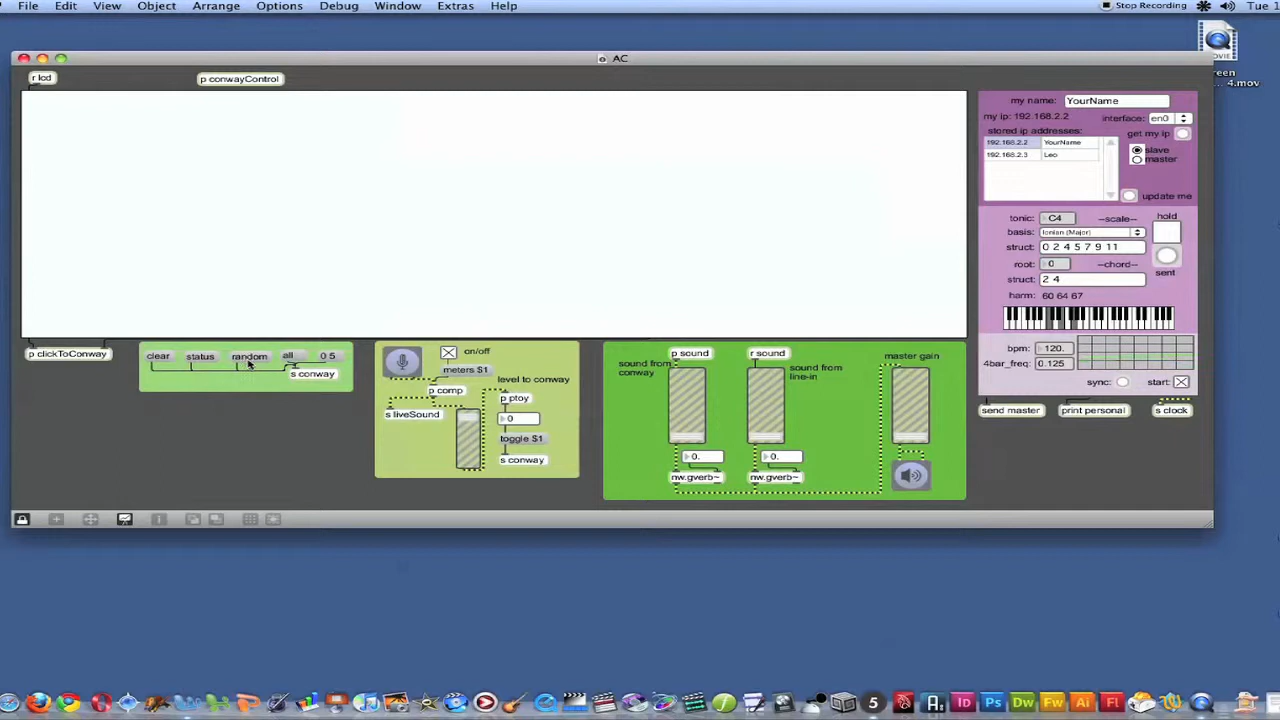 File Edit View Object Arrange Options Debug Window Extras Help
Stop Recording
Tue 1
AC
r lcd
p conwayControl
4.mov
my name: YourName
my ip: 192.168.2.2
interface: en0
stored ip addresses:
get my ip
192.168.2.2 YourName
192.168.2.3 Leo
slave
master
update me
tonic: C4 --scale-- hold
basis: Ionian (Major)
struct: 0 2 4 5 7 9 11
root: 0 --chord--
sent
struct: 2 4
harm: 60 64 67
bpm: 120.
4bar_freq: 0.125
sync: start:
send master print personal s clock
p clickToConway
clear status random all 0 5
s conway
on/off
meters $1
level to conway
p comp
p ptoy
s liveSound
0
toggle $1
s conway
p sound r sound master gain
sound from
conway
sound from
line-in
0. 0.
nw.gverb~ nw.gverb~